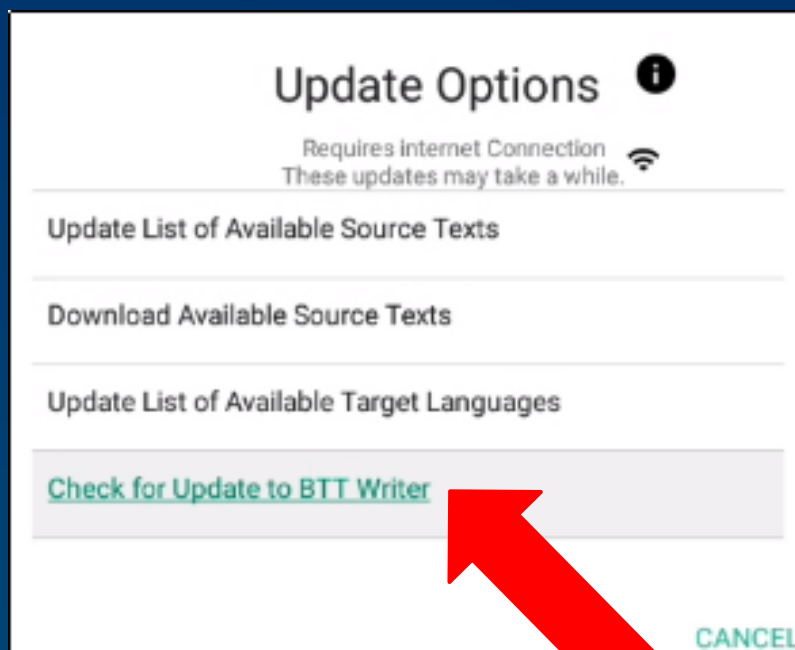 Update Options
Requires internet Connection
These updates may take a while.
Update List of Available Source Texts
Download Available Source Texts
Update List of Available Target Languages
Check for Update to BTT Writer
CANCEL